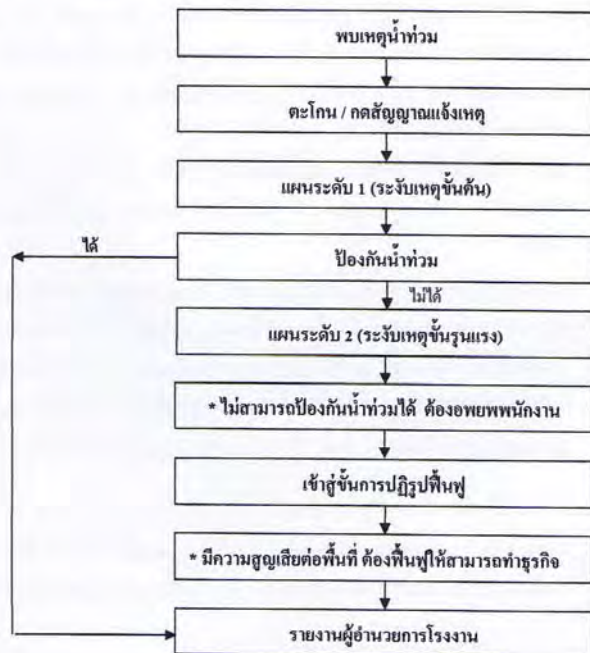 พบเหตุน้ำท่วม
ตะโกน / กดสัญญาณแจ้งเหตุ
แผนระดับ 1 (ระงับเหตุขั้นต้น)
ได้
ป้องกันน้ำท่วม
ไม่ได้
แผนระดับ 2 (ระงับเหตุขั้นรุนแรง)
* ไม่สามารถป้องกันน้ำท่วมได้ ต้องอพยพพนักงาน
เข้าสู่ขั้นการปฏิรูปฟื้นฟู
* มีความสูญเสียต่อพื้นที่ ต้องฟื้นฟูให้สามารถทำธุรกิจ
รายงานผู้อำนวยการโรงงาน